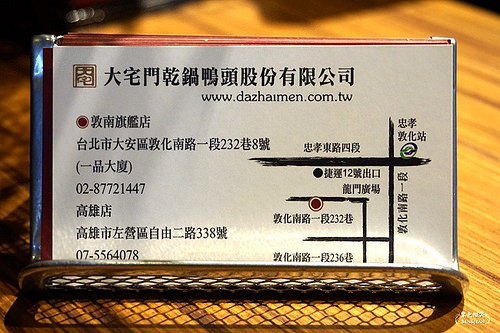 大宅門乾鍋鴨頭股份有限公司
www.dazhaimen.com.tw
敦南旗艦店
台北市大安區敦化南路一段232巷8號
(一品大廈)
02-87721447
高雄店
高雄市左營區自由二路338號
07-5564078
忠孝
敦化站
忠孝東路四段
捷運12號出口
龍門廣場
敦化南路一段
敦化南路一段232巷
敦化南路一段236巷